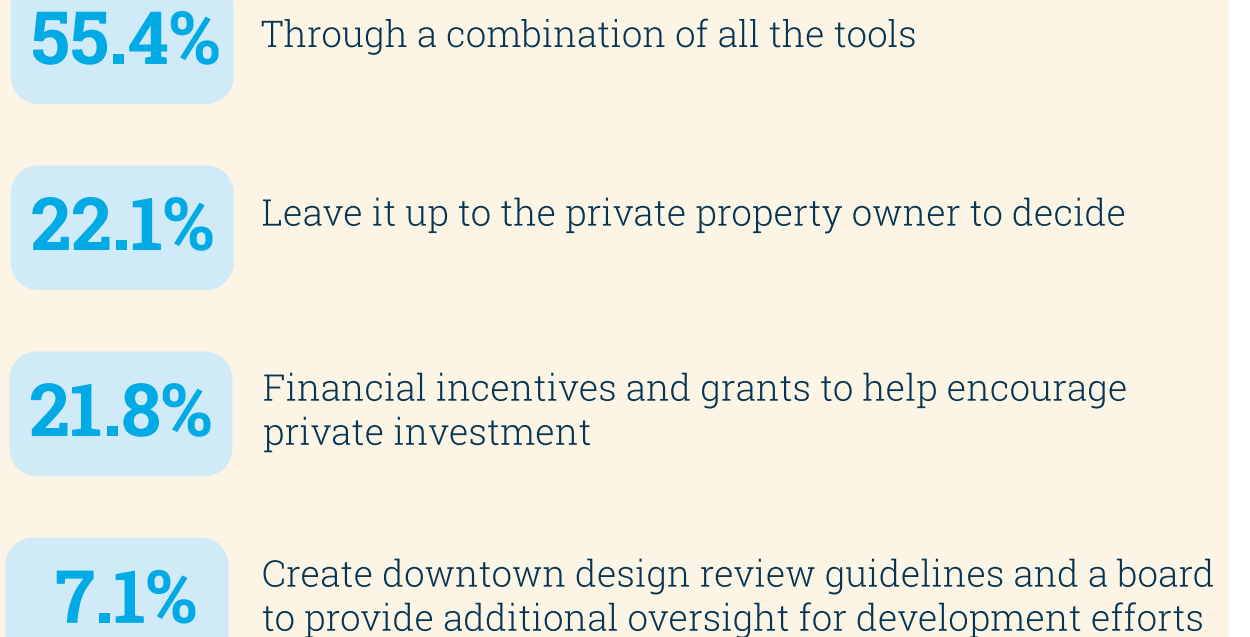 55.4% Through a combination of all the tools
22.1% Leave it up to the private property owner to decide
21.8% Financial incentives and grants to help encourage
private investment
7.1% Create downtown design review guidelines and a board
to provide additional oversight for development efforts